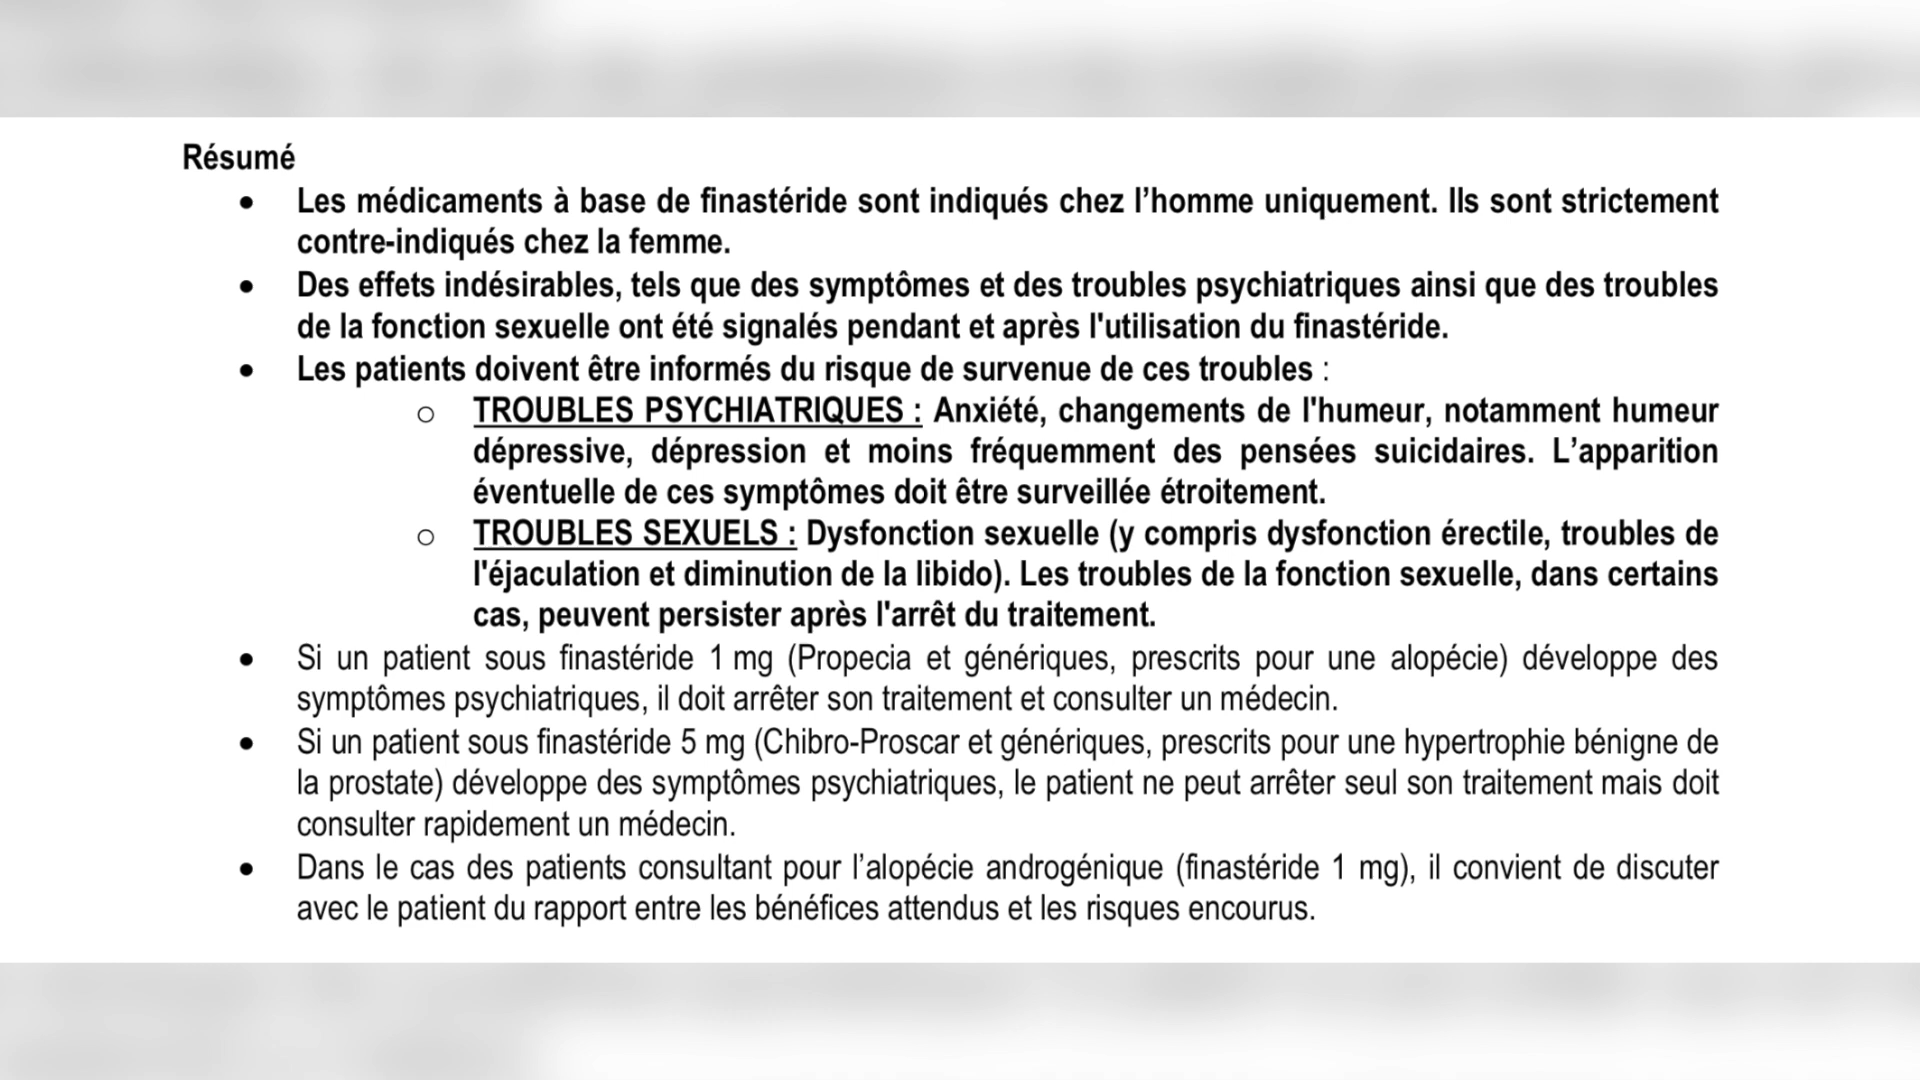 Résumé
• Les médicaments à base de finastéride sont indiqués chez l’homme uniquement. Ils sont strictement
contre-indiqués chez la femme.
• Des effets indésirables, tels que des symptômes et des troubles psychiatriques ainsi que des troubles
de la fonction sexuelle ont été signalés pendant et après l'utilisation du finastéride.
• Les patients doivent être informés du risque de survenue de ces troubles :
o TROUBLES PSYCHIATRIQUES : Anxiété, changements de l'humeur, notamment humeur
dépressive, dépression et moins fréquemment des pensées suicidaires. L’apparition
éventuelle de ces symptômes doit être surveillée étroitement.
o TROUBLES SEXUELS : Dysfonction sexuelle (y compris dysfonction érectile, troubles de
l'éjaculation et diminution de la libido). Les troubles de la fonction sexuelle, dans certains
cas, peuvent persister après l'arrêt du traitement.
• Si un patient sous finastéride 1 mg (Propecia et génériques, prescrits pour une alopécie) développe des
symptômes psychiatriques, il doit arrêter son traitement et consulter un médecin.
• Si un patient sous finastéride 5 mg (Chibro-Proscar et génériques, prescrits pour une hypertrophie bénigne de
la prostate) développe des symptômes psychiatriques, le patient ne peut arrêter seul son traitement mais doit
consulter rapidement un médecin.
• Dans le cas des patients consultant pour l’alopécie androgénique (finastéride 1 mg), il convient de discuter
avec le patient du rapport entre les bénéfices attendus et les risques encourus.